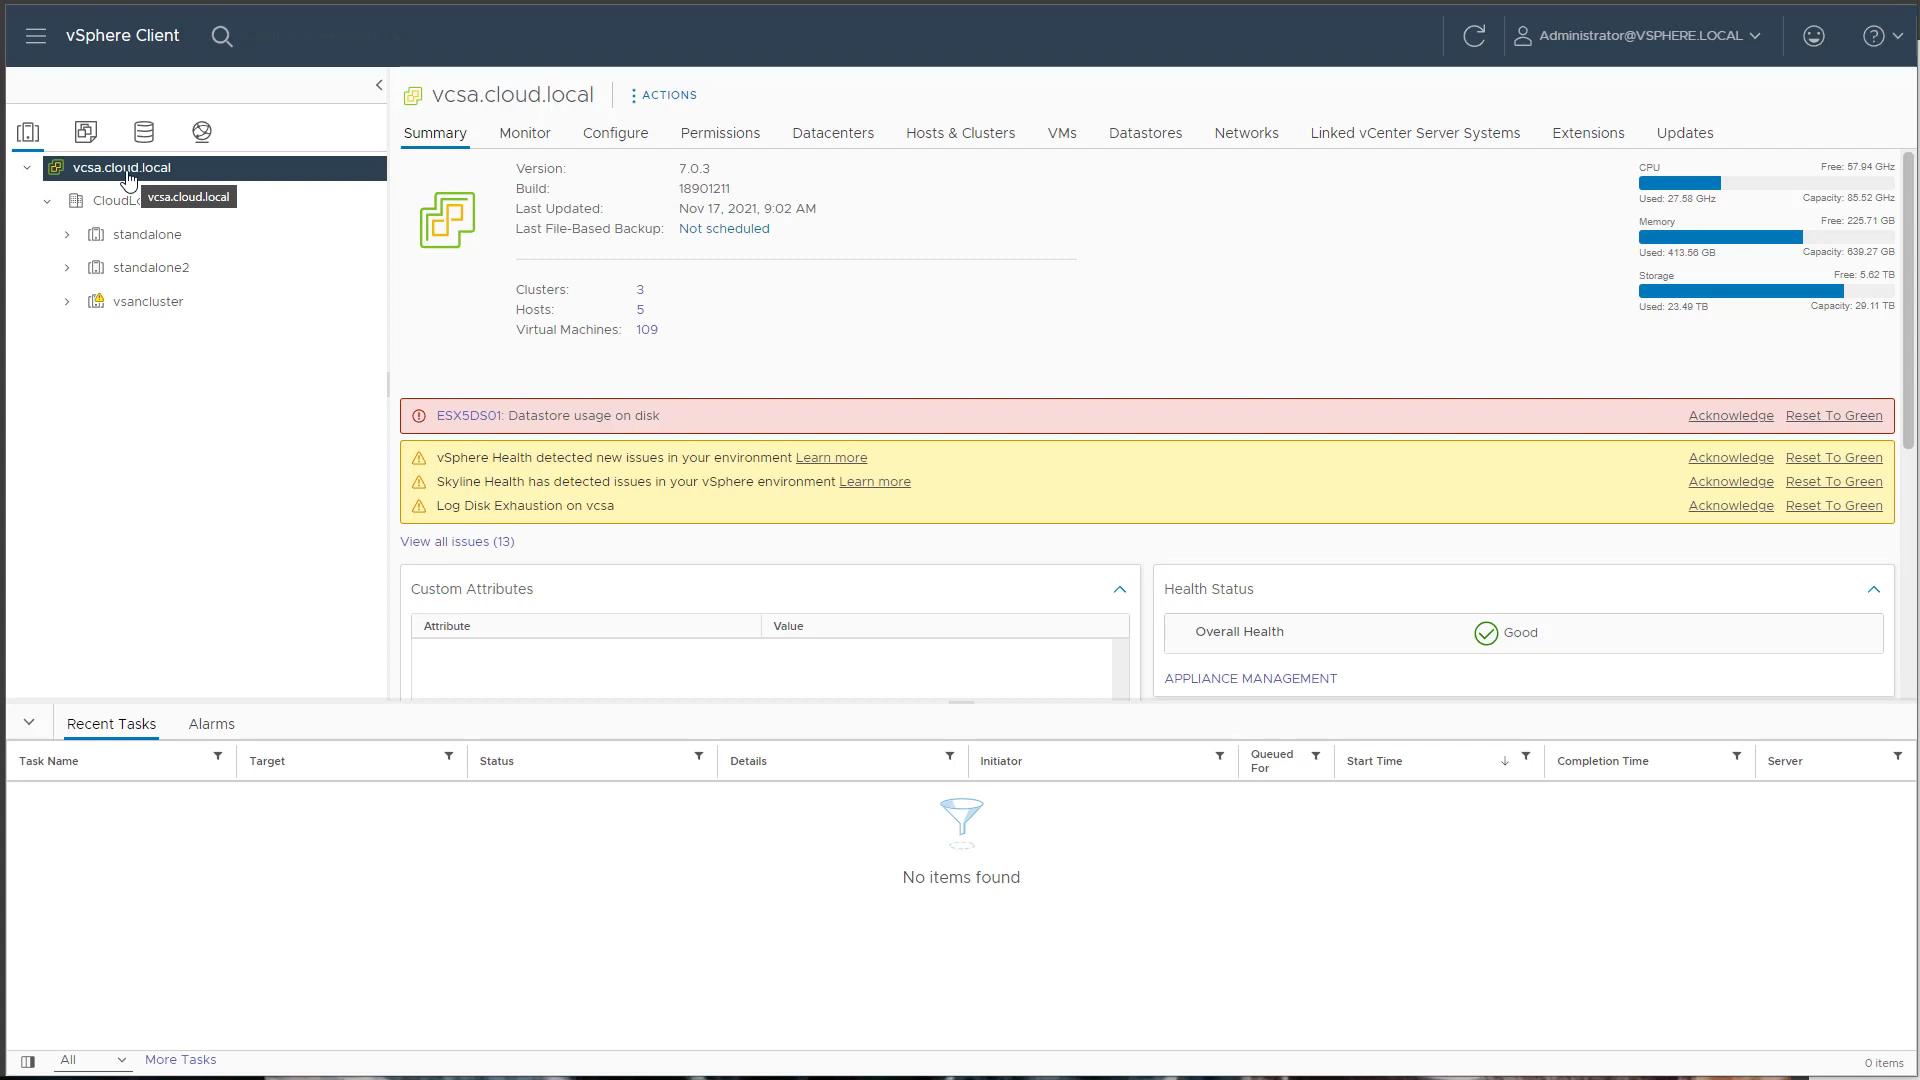 vSphere Client
Administrator@VSPHERE.LOCAL
vcsa.cloud.local
ACTIONS
Summary Monitor Configure Permissions Datacenters Hosts & Clusters VMs Datastores Networks Linked vCenter Server Systems Extensions Updates
vcsa.cloud.local
vcsa.cloud.local
standalone
standalone2
vsancluster
Version: 7.0.3
Build: 18901211
Last Updated: Nov 17, 2021, 9:02 AM
Last File-Based Backup: Not scheduled
Clusters: 3
Hosts: 5
Virtual Machines: 109
CPU Free: 57.94 GHz
Used: 27.58 GHz Capacity: 85.52 GHz
Memory Free: 225.71 GB
Used: 413.56 GB Capacity: 639.27 GB
Storage Free: 5.62 TB
Used: 23.49 TB Capacity: 29.11 TB
ESX5DS01: Datastore usage on disk Acknowledge Reset To Green
vSphere Health detected new issues in your environment Learn more Acknowledge Reset To Green
Skyline Health has detected issues in your vSphere environment Learn more Acknowledge Reset To Green
Log Disk Exhaustion on vcsa Acknowledge Reset To Green
View all issues (13)
Custom Attributes
Attribute Value
Health Status
Overall Health Good
APPLIANCE MANAGEMENT
Recent Tasks Alarms
Task Name Target Status Details Initiator Queued For Start Time Completion Time Server
No items found
All More Tasks 0 items